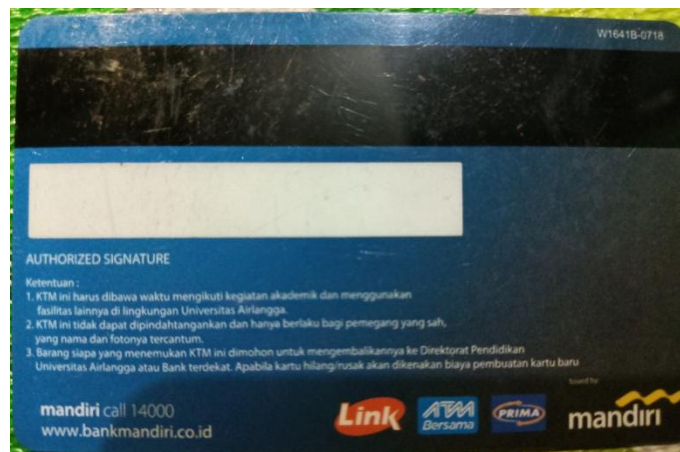 W1641B-0718
AUTHORIZED SIGNATURE
Ketentuan :
1. KTM ini harus dibawa waktu mengikuti kegiatan akademik dan menggunakan
fasilitas lainnya di lingkungan Universitas Airlangga.
2. KTM ini tidak dapat dipindahtangankan dan hanya berlaku bagi pemegang yang sah,
yang nama dan fotonya tercantum.
3. Barang siapa yang menemukan KTM ini dimohon untuk mengembalikannya ke Direktorat Pendidikan
Universitas Airlangga atau Bank terdekat. Apabila kartu hilang/rusak akan dikenakan biaya pembuatan kartu baru
mandiri call 14000
www.bankmandiri.co.id
Link
ATM
Bersama
PRIMA
mandiri